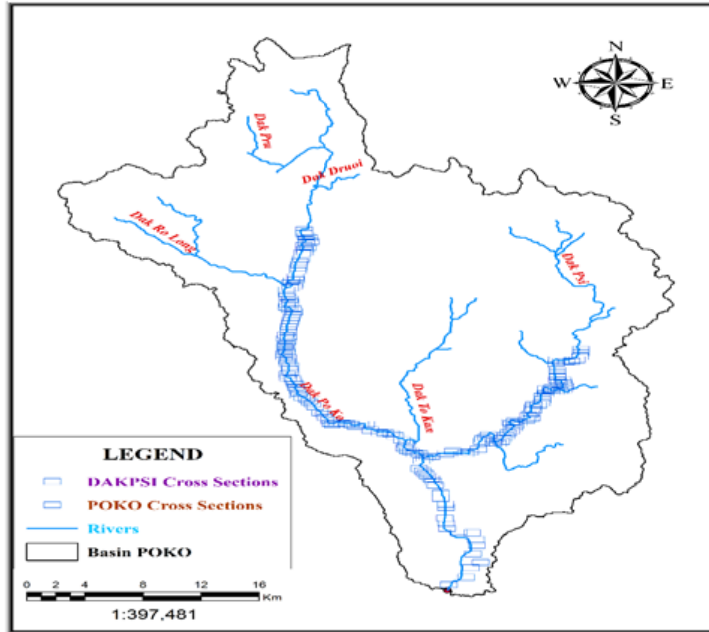 N
W E
S
Dak Pru
Dak Druoi
Dak Ro Long
Dak Psi
Dak To Kan
Dak Po Ko
LEGEND
DAKPSI Cross Sections
POKO Cross Sections
Rivers
Basin POKO
0 2 4 8 12 16
Km
1:397,481